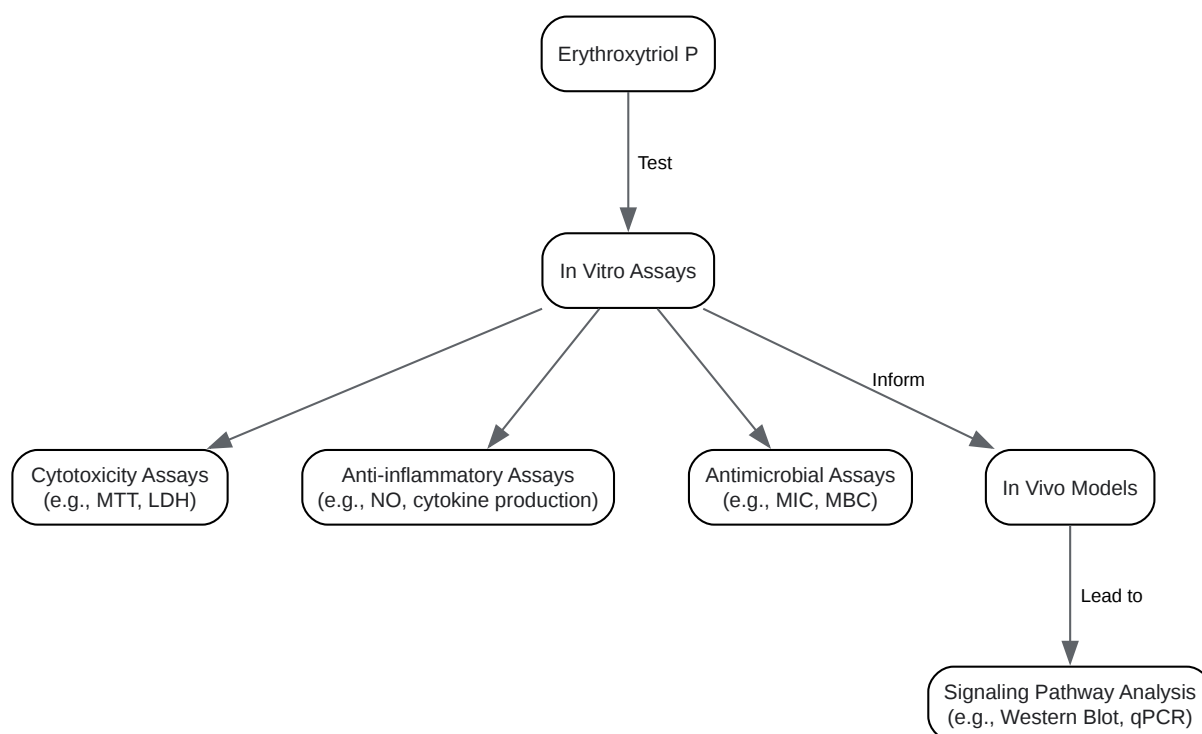 Erythroxytriol P
Test
In Vitro Assays
Inform
Cytotoxicity Assays
(e.g., MTT, LDH)
Anti-inflammatory Assays
(e.g., NO, cytokine production)
Antimicrobial Assays
(e.g., MIC, MBC)
In Vivo Models
Lead to
Signaling Pathway Analysis
(e.g., Western Blot, qPCR)